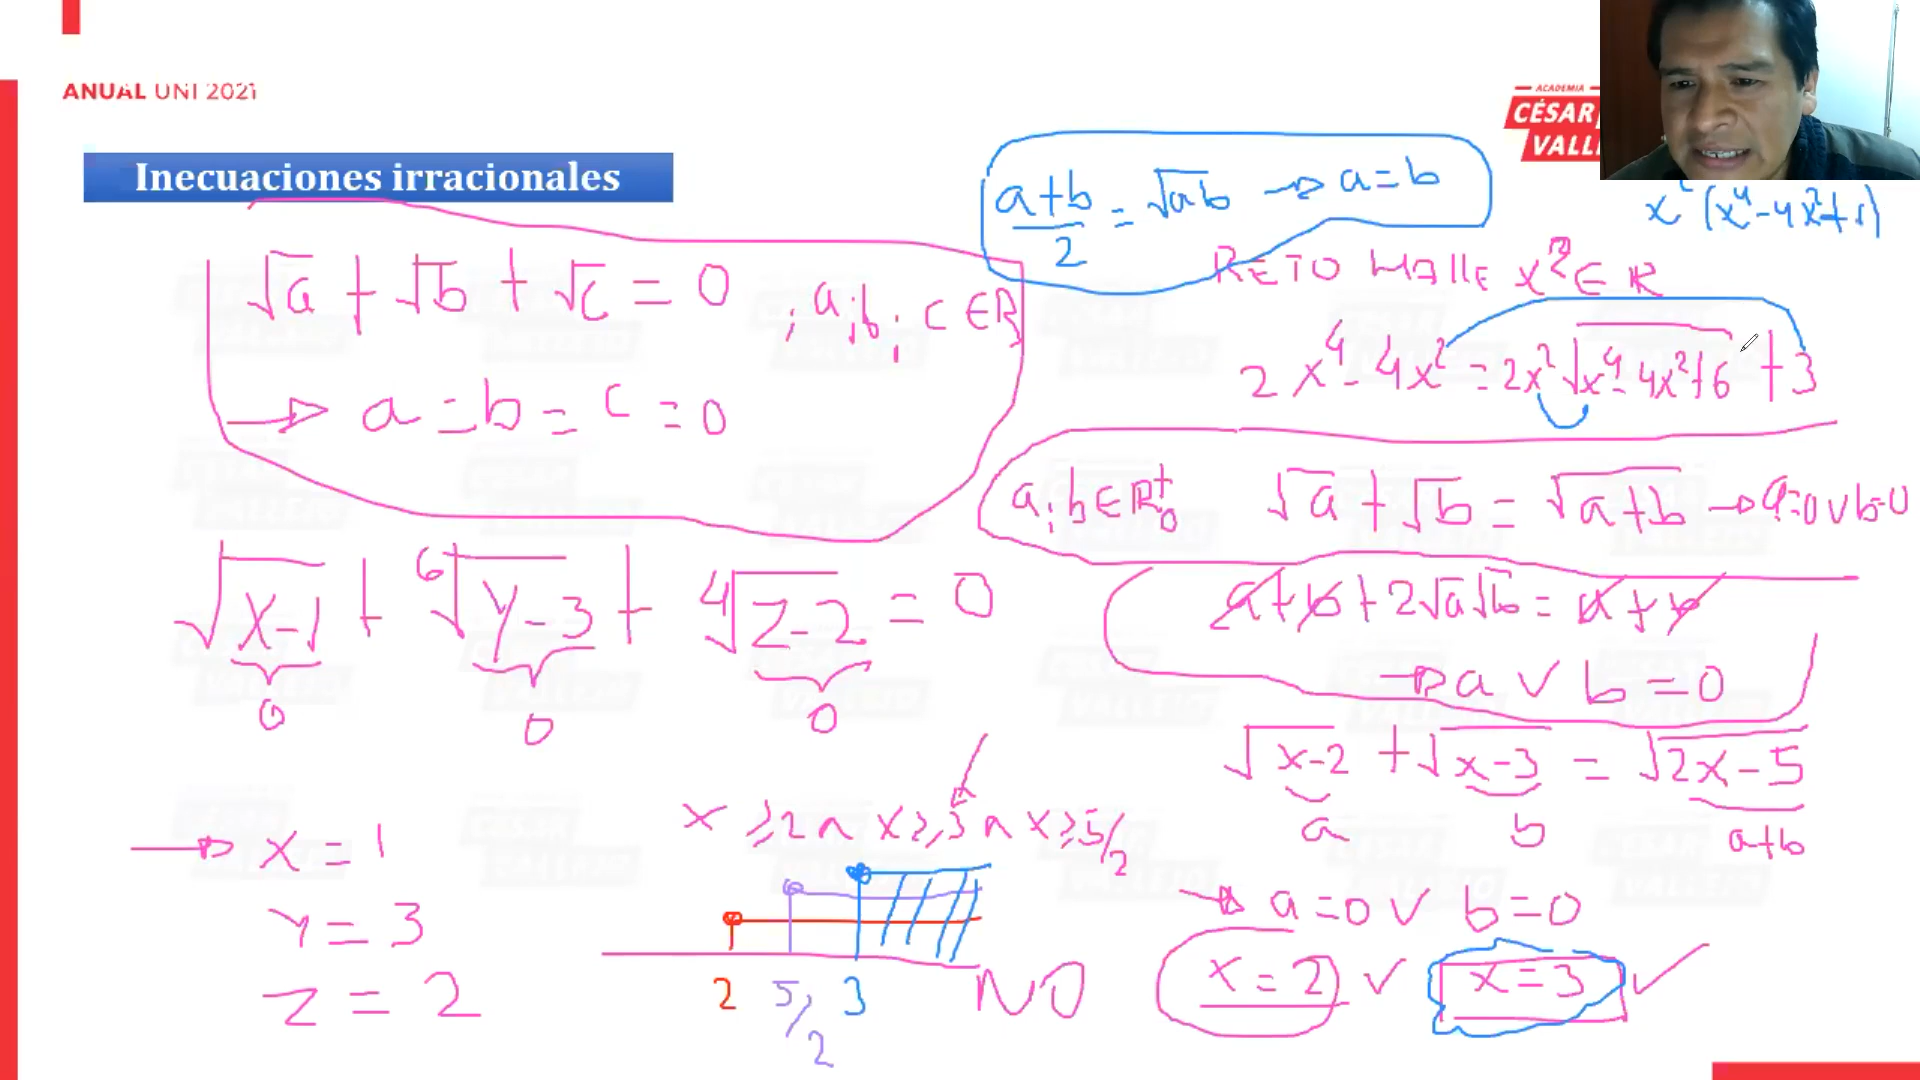 ANUAL UNI 2021
ACADEMIA
CÉSAR
VALLE
Inecuaciones irracionales
√a + √b + √c = 0 ; a; b; c ∈ R
→ a = b = c = 0
⁶√(y-3)
√(x-1) + ⁶√(y-3) + ⁴√(z-2) = 0
0 0 0
→ x = 1
y = 3
z = 2
x ≥ 2 ∧ x ≥ 3 ∧ x ≥ 5/2
2 5/2 3 NO
(a+b)/2 = √ab → a = b
x² (x⁴ - 4x² +
RETO HALLE x² ∈ R
2x⁴ - 4x² = 2x² √(x⁴ - 4x² + 6) + 3
a; b ∈ R₀⁺ √a + √b = √(a+b) → a=0 ∨ b=0
a + b + 2√a√b = a + b
→ a ∨ b = 0
√(x-2) + √(x-3) = √(2x-5)
a b a+b
→ a = 0 ∨ b = 0
x = 2 ∨ x = 3 ✓